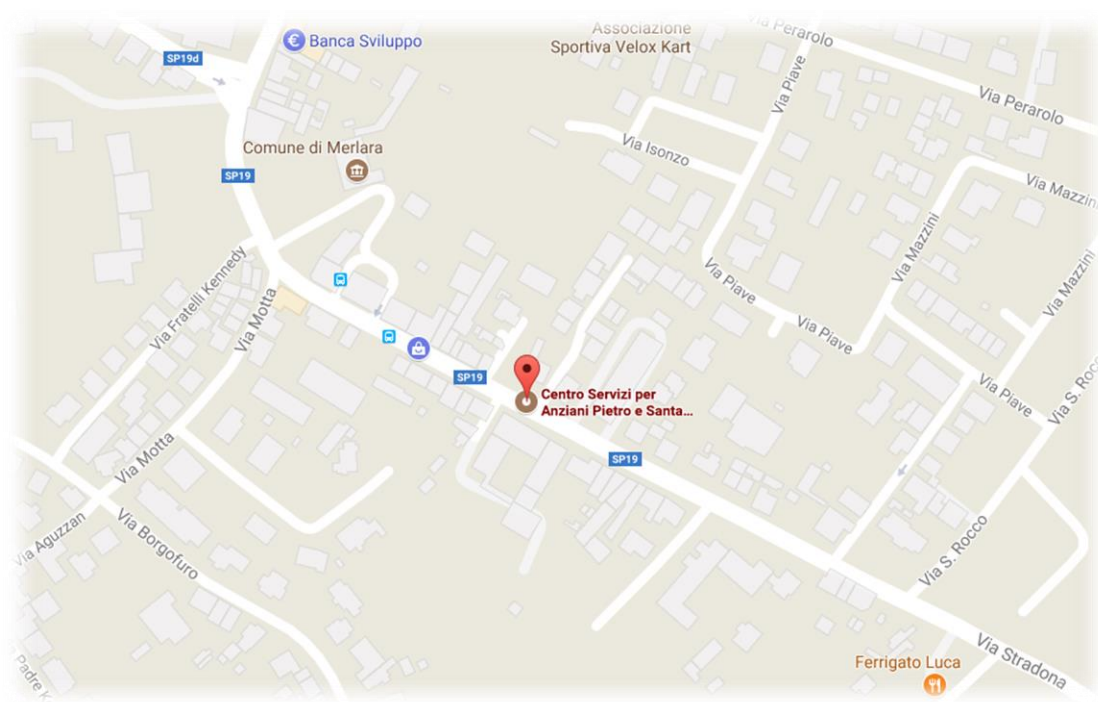 Associazione
Sportiva Velox Kart
Via Perarolo
Banca Sviluppo
SP19d
Via Piave
Via Perarolo
Comune di Merlara
Via Isonzo
SP19
Via Mazzini
Via Mazzini
Via Fratelli Kennedy
Via Piave
Via Mazzini
Via Motta
Via Piave
SP19
Centro Servizi per
Anziani Pietro e Santa...
Via Piave
Via S. Rocc
Via Motta
SP19
Via Aguzzan
Via Borgofuro
Via S. Rocco
Via Stradona
Ferrigato Luca
Padre K